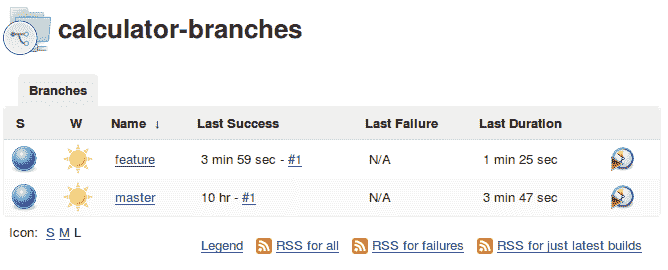 calculator-branches
Branches
S W Name ↓ Last Success Last Failure Last Duration
feature 3 min 59 sec - #1 N/A 1 min 25 sec
master 10 hr - #1 N/A 3 min 47 sec
Icon: S M L
Legend RSS for all RSS for failures RSS for just latest builds